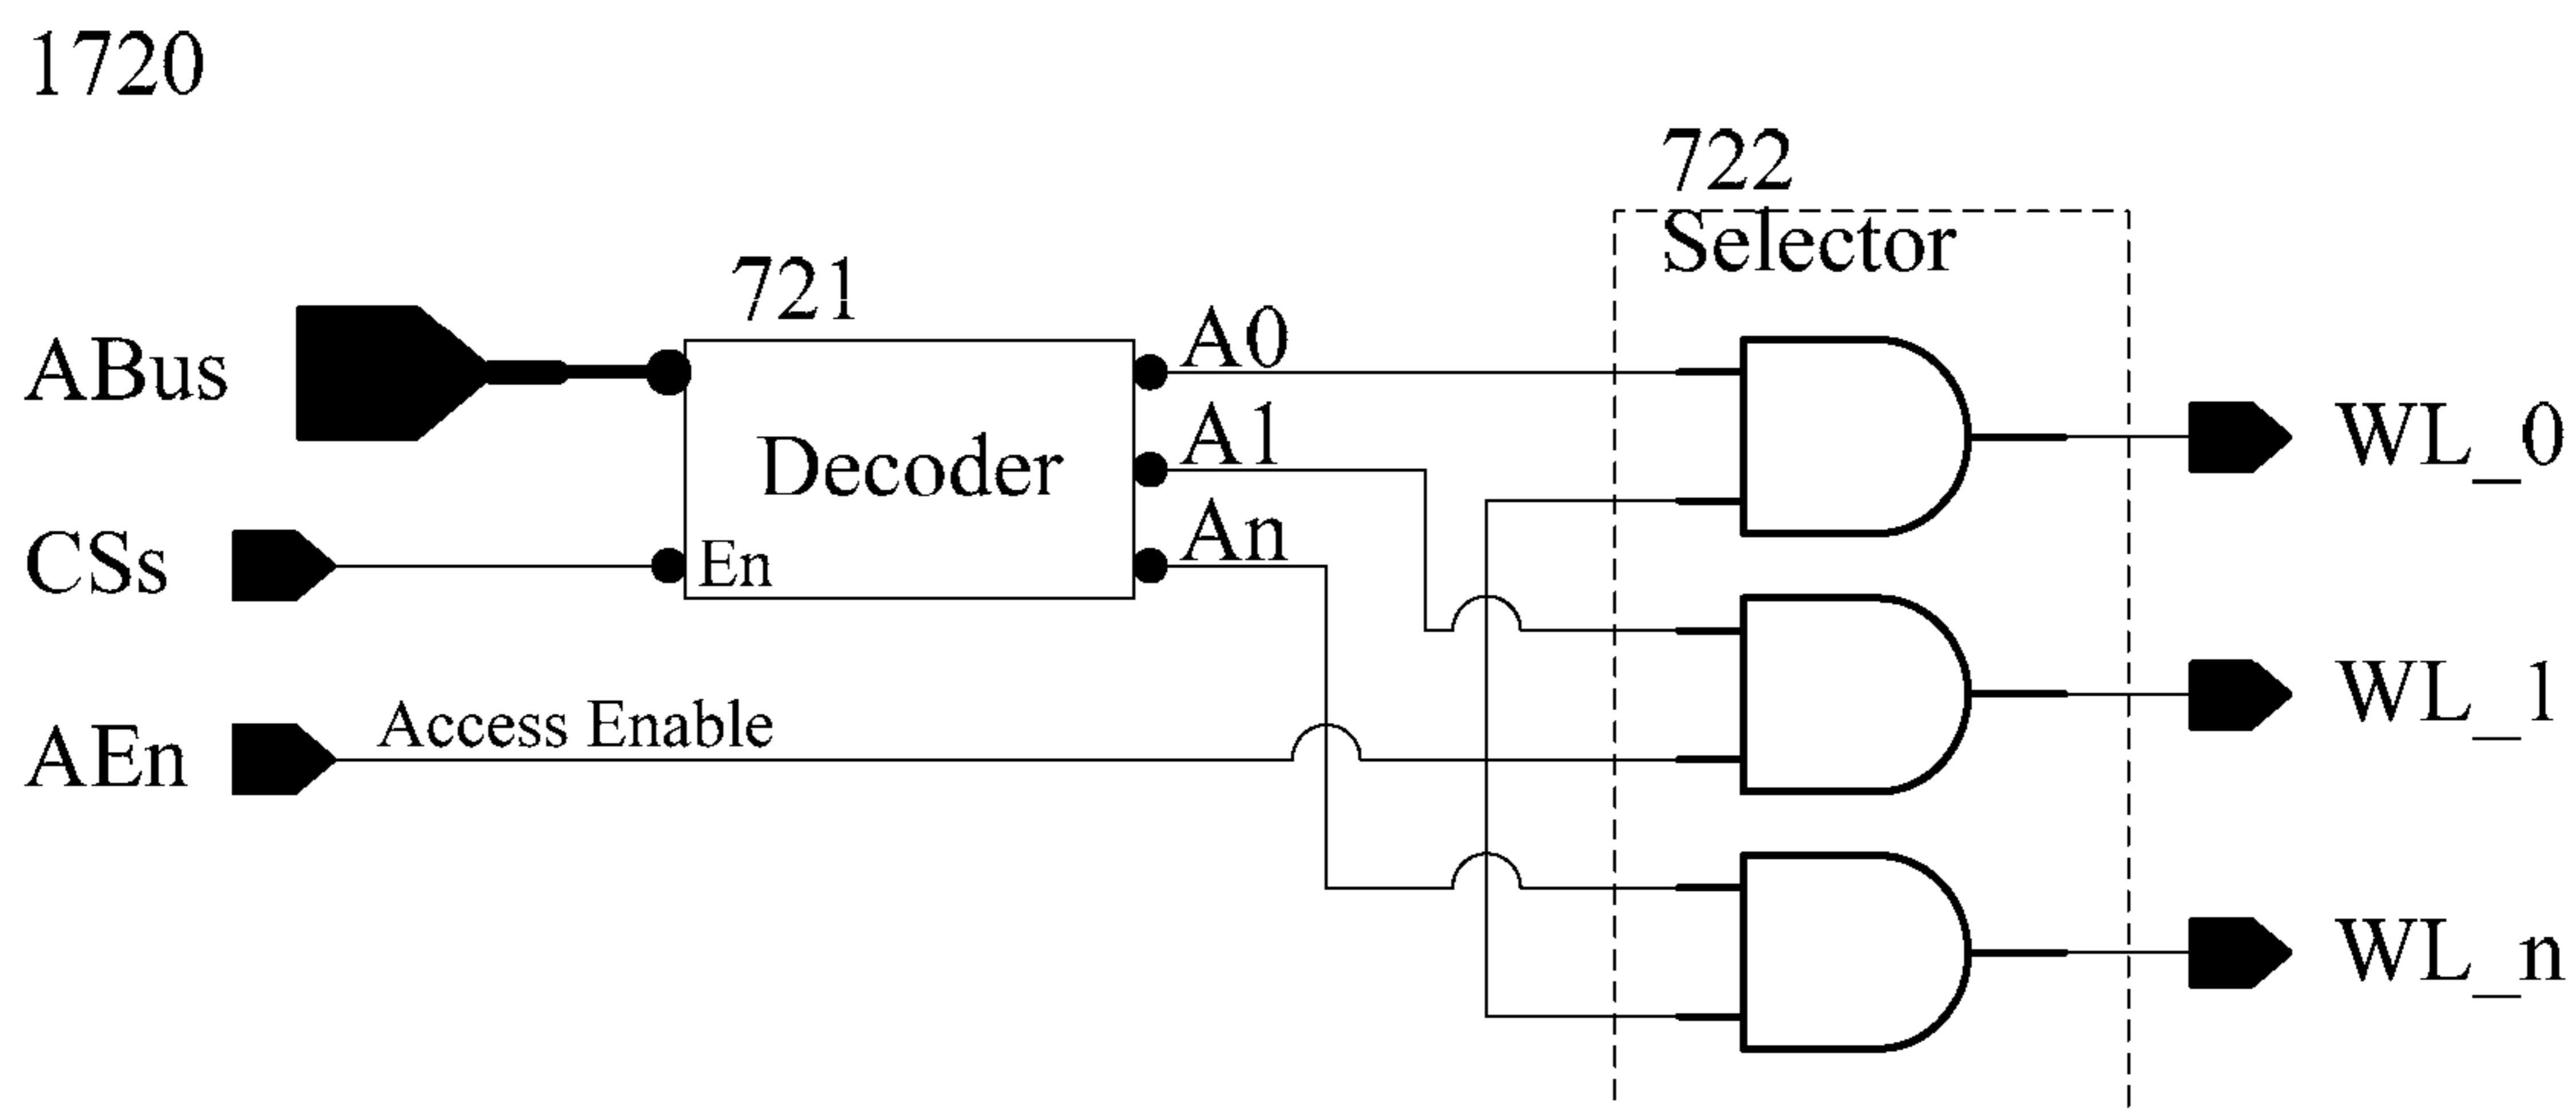 1720
722
Selector
721
ABus
A0
A1
Decoder
An
CSs
En
AEn
Access Enable
WL_0
WL_1
WL_n